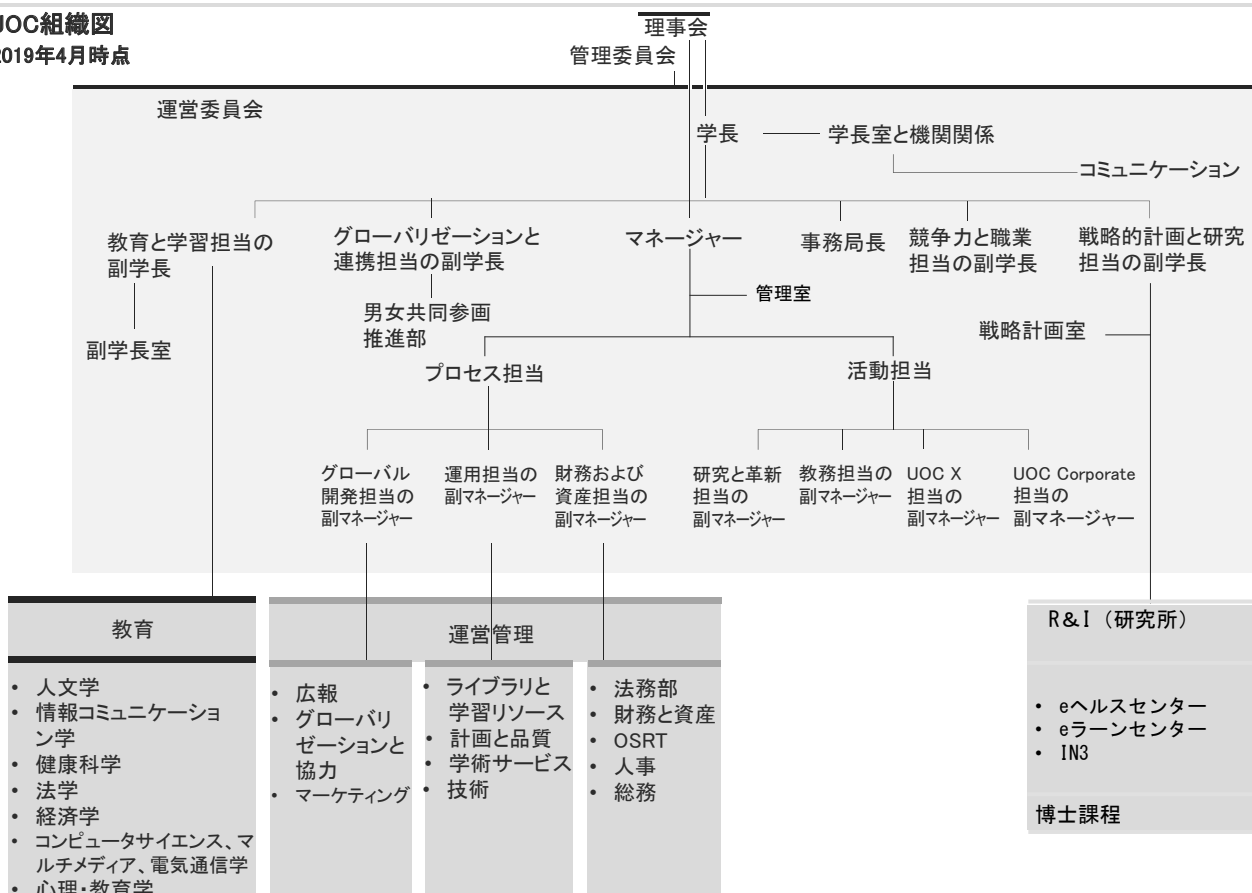 UOC組織図
2019年4月時点
理事会
管理委員会
運営委員会
学長
学長室と機関関係
コミュニケーション
教育と学習担当の
副学長
グローバリゼーションと
連携担当の副学長
マネージャー
事務局長
競争力と職業
担当の副学長
戦略的計画と研究
担当の副学長
管理室
男女共同参画
推進部
副学長室
戦略計画室
プロセス担当
活動担当
グローバル
開発担当の
副マネージャー
運用担当の
副マネージャー
財務および
資産担当の
副マネージャー
研究と革新
担当の
副マネージャー
教務担当の
副マネージャー
UOC X
担当の
副マネージャー
UOC Corporate
担当の
副マネージャー
教育
• 人文学
• 情報コミュニケーショ
ン学
• 健康科学
• 法学
• 経済学
• コンピュータサイエンス、マ
ルチメディア、電気通信学
• 心理・教育学
運営管理
• 広報
• グローバリ
ゼーションと
協力
• マーケティング
• ライブラリと
学習リソース
• 計画と品質
• 学術サービス
• 技術
• 法務部
• 財務と資産
• OSRT
• 人事
• 総務
R&I（研究所）
• eヘルスセンター
• eラーンセンター
• IN3
博士課程